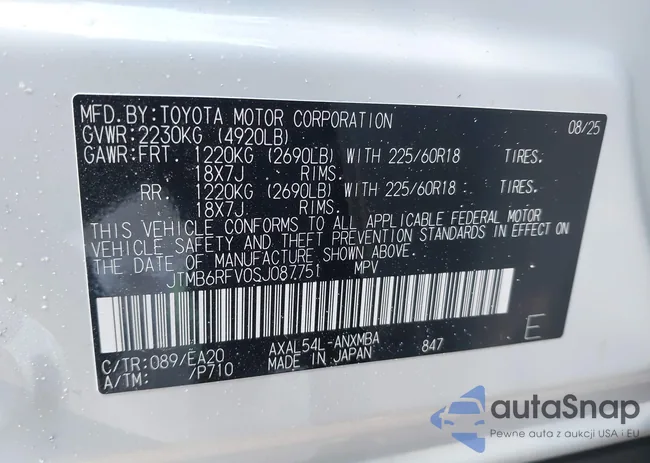 MFD.BY:TOYOTA MOTOR CORPORATION 08/25
GVWR:2230KG (4920LB)
GAWR:FRT. 1220KG (2690LB) WITH 225/60R18 TIRES.
18X7J RIMS.
RR. 1220KG (2690LB) WITH 225/60R18 TIRES.
18X7J RIMS.
THIS VEHICLE CONFORMS TO ALL APPLICABLE FEDERAL MOTOR
VEHICLE SAFETY AND THEFT PREVENTION STANDARDS IN EFFECT ON
THE DATE OF MANUFACTURE SHOWN ABOVE.
JTMB6RFV0SJ087751 MPV
C/TR:089/EA20 AXAL54L-ANXMBA 847 E
A/TM: /P710 MADE IN JAPAN
autaSnap
Pewne auta z aukcji USA i EU